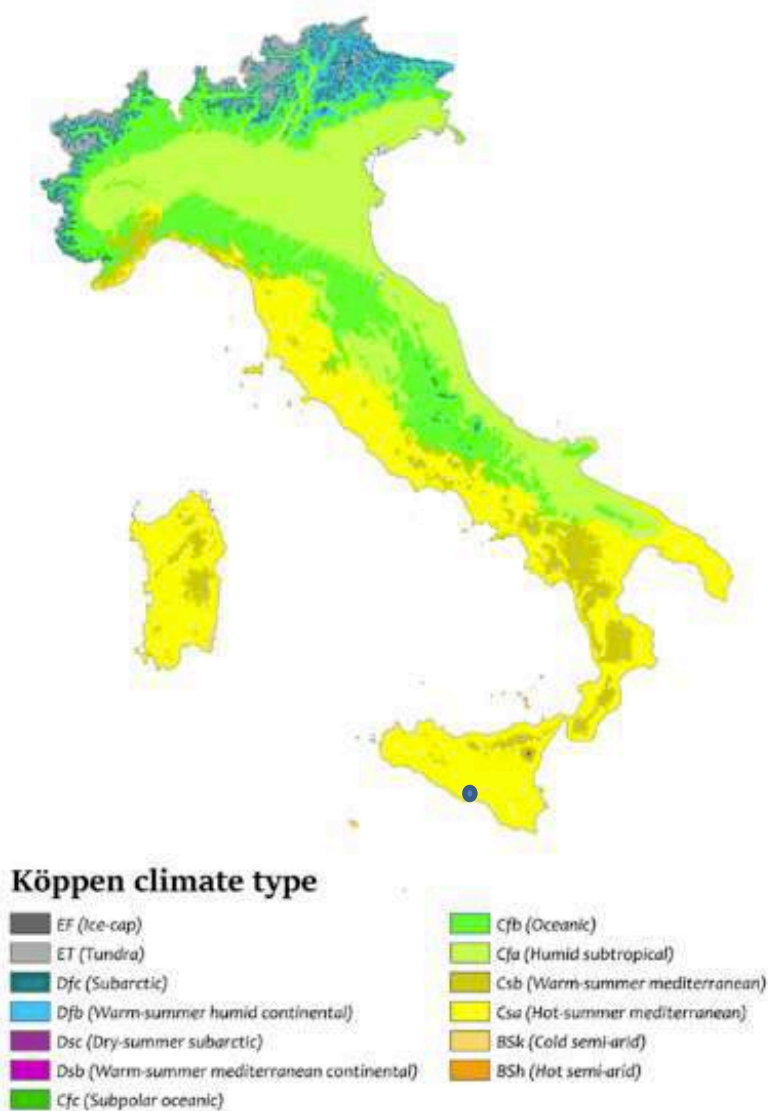 Köppen climate type
EF (Ice-cap)
ET (Tundra)
Dfc (Subarctic)
Dfb (Warm-summer humid continental)
Dsc (Dry-summer subarctic)
Dsb (Warm-summer mediterranean continental)
Cfc (Subpolar oceanic)
Cfb (Oceanic)
Cfa (Humid subtropical)
Csb (Warm-summer mediterranean)
Csa (Hot-summer mediterranean)
BSk (Cold semi-arid)
BSh (Hot semi-arid)